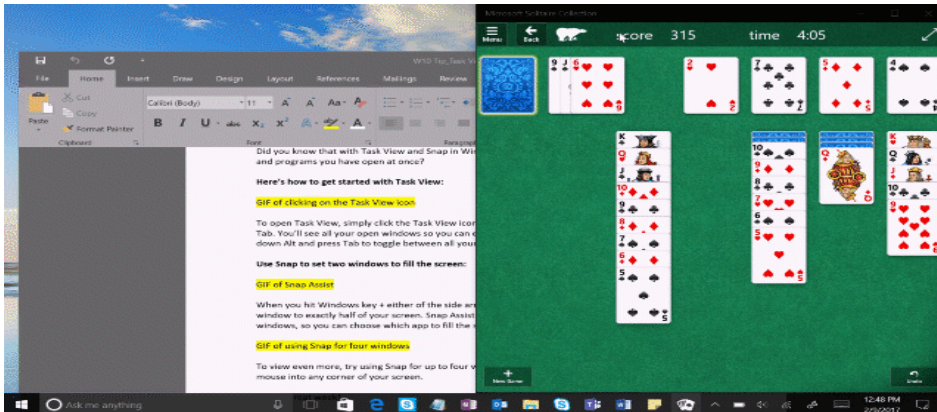 Microsoft Solitaire Collection
Menu
Back
score 315
time 4:05
W10 Tip_Task Vi
File Home Insert Draw Design Layout References Mailings Review
Paste
Cut
Copy
Format Painter
Calibri (Body) 11
Clipboard
Font
Paragraph
Did you know that with Task View and Snap in Win
and programs you have open at once?
Here's how to get started with Task View:
GIF of clicking on the Task View icon
To open Task View, simply click the Task View icon
Tab. You'll see all your open windows so you can
down Alt and press Tab to toggle between all your
Use Snap to set two windows to fill the screen:
GIF of Snap Assist
When you hit Windows key + either of the side ar
window to exactly half of your screen. Snap Assist
windows, so you can choose which app to fill the
GIF of using Snap for four windows
To view even more, try using Snap for up to four w
mouse into any corner of your screen.
New Game
Undo
Ask me anything
12:48 PM
2/9/2017